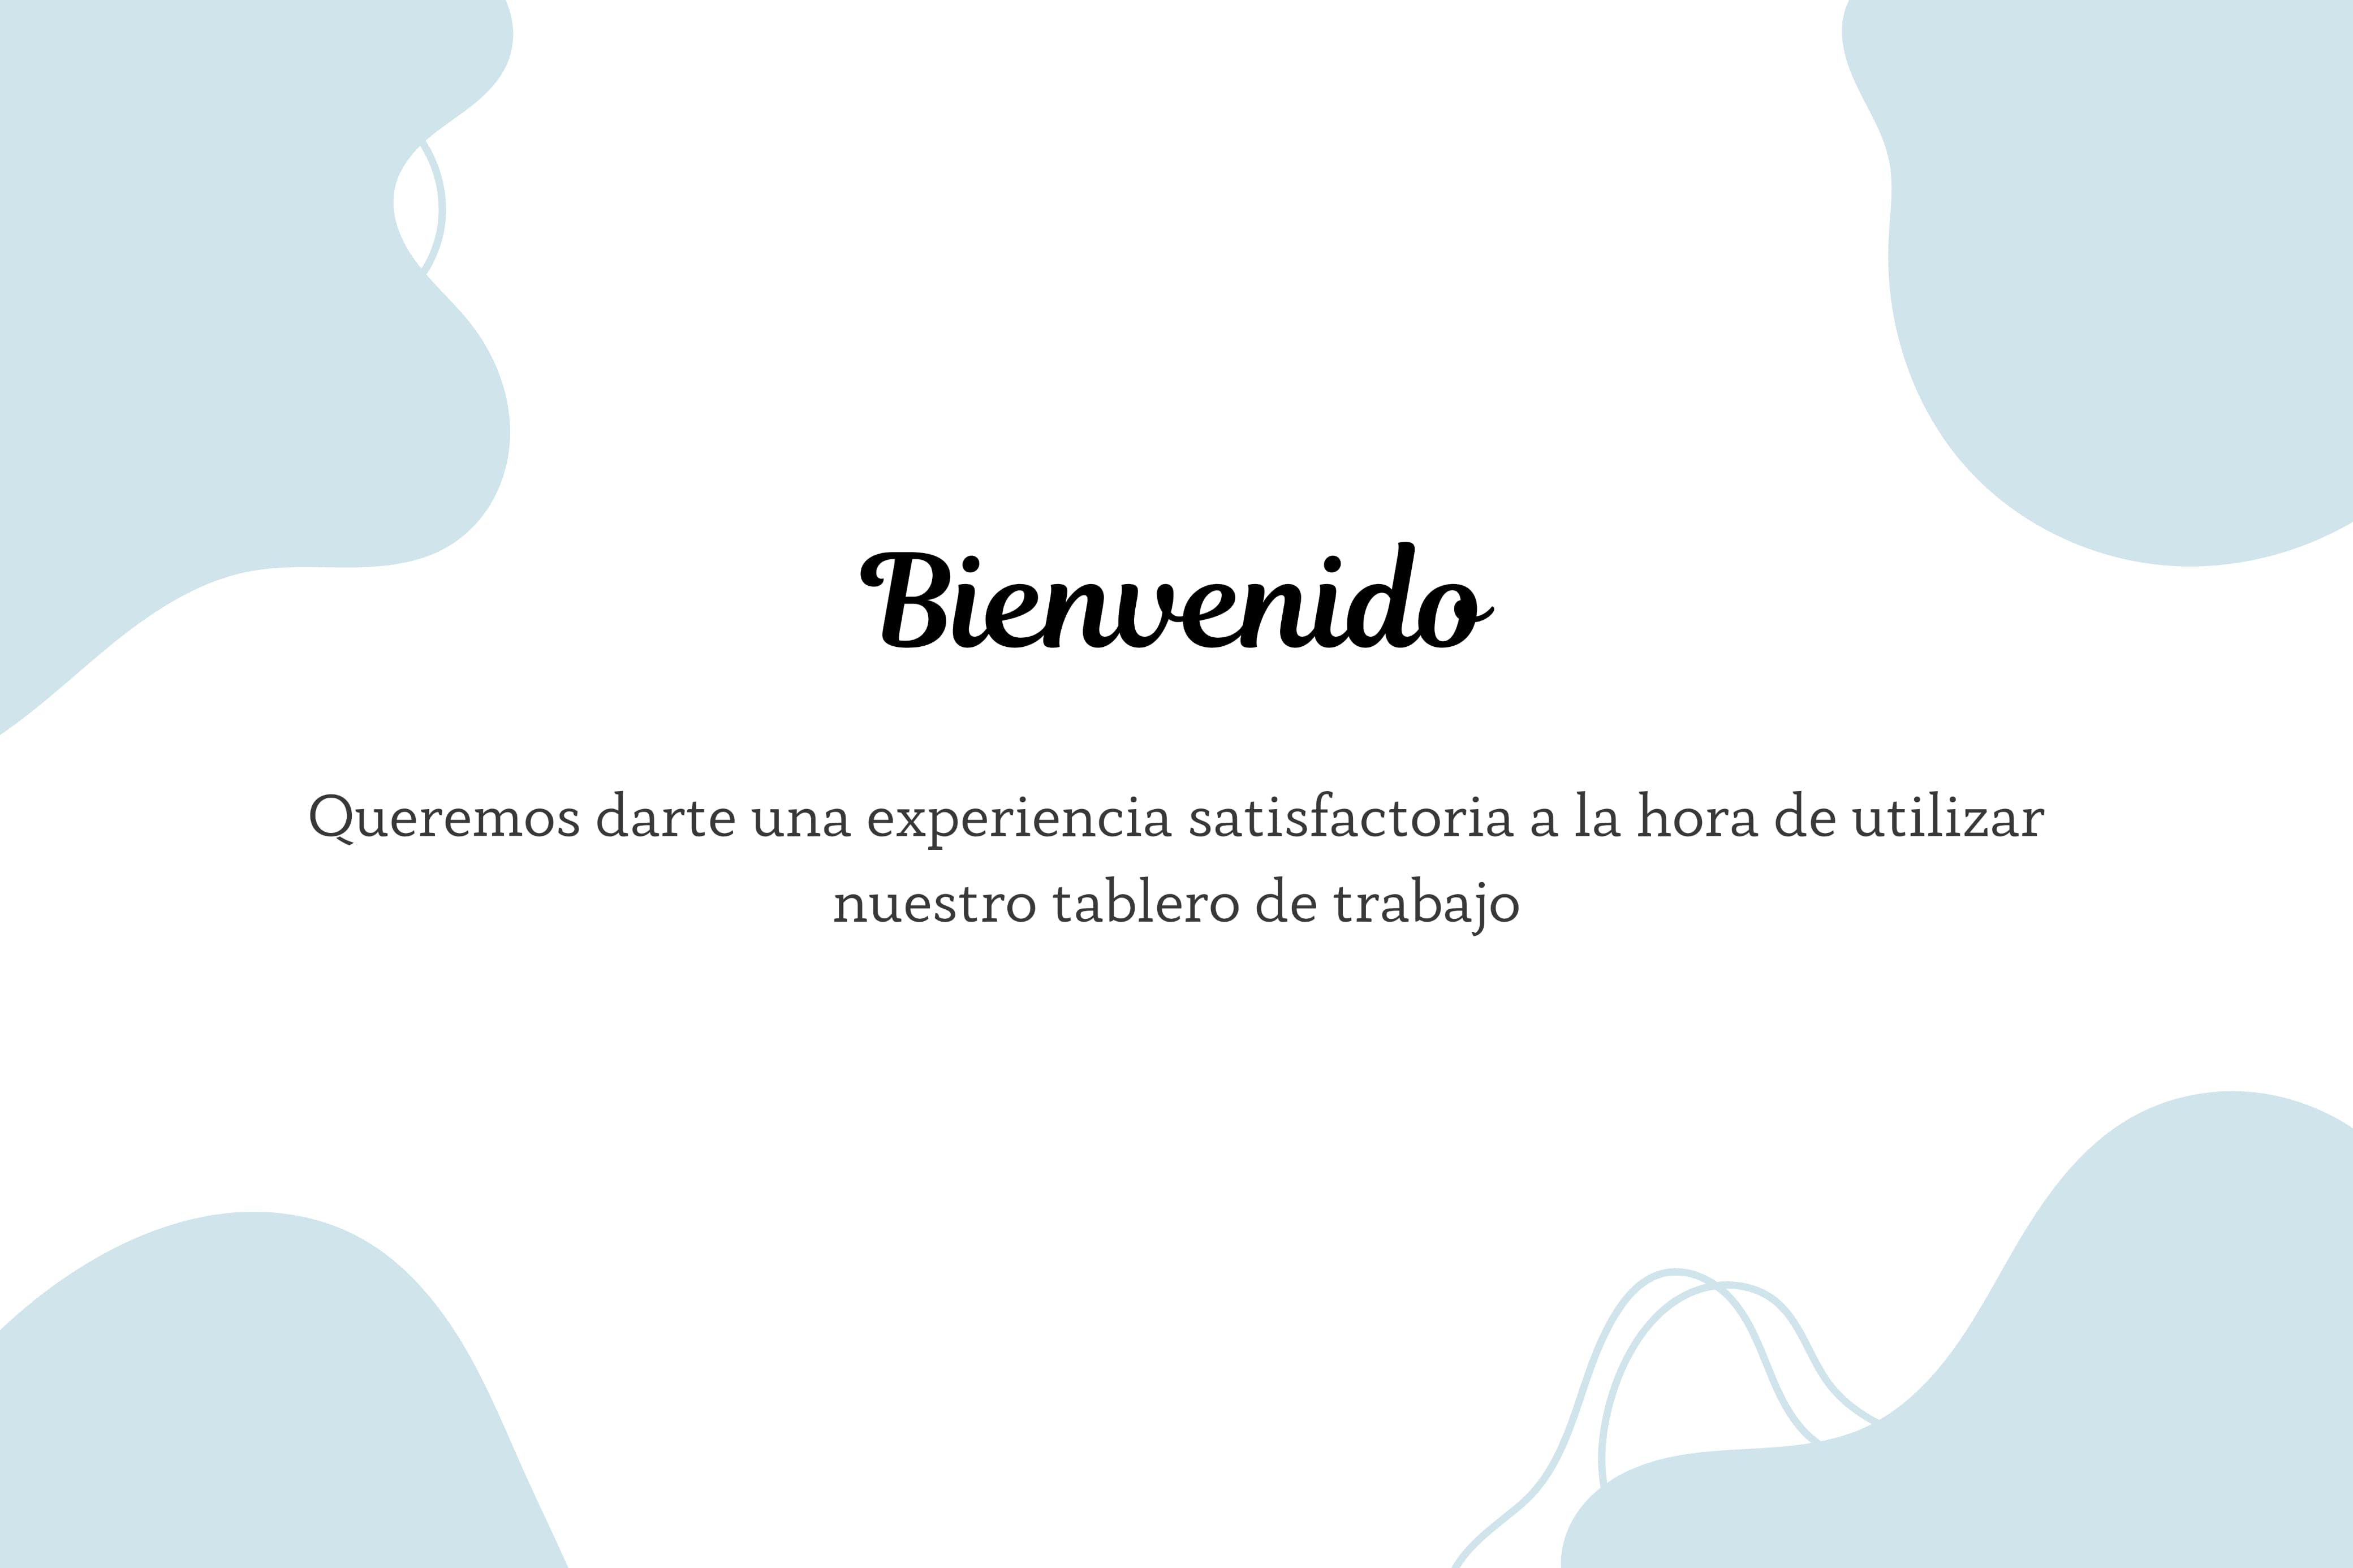 Bienvenido
Queremos darte una experiencia satisfactoria a la hora de utilizar
nuestro tablero de trabajo